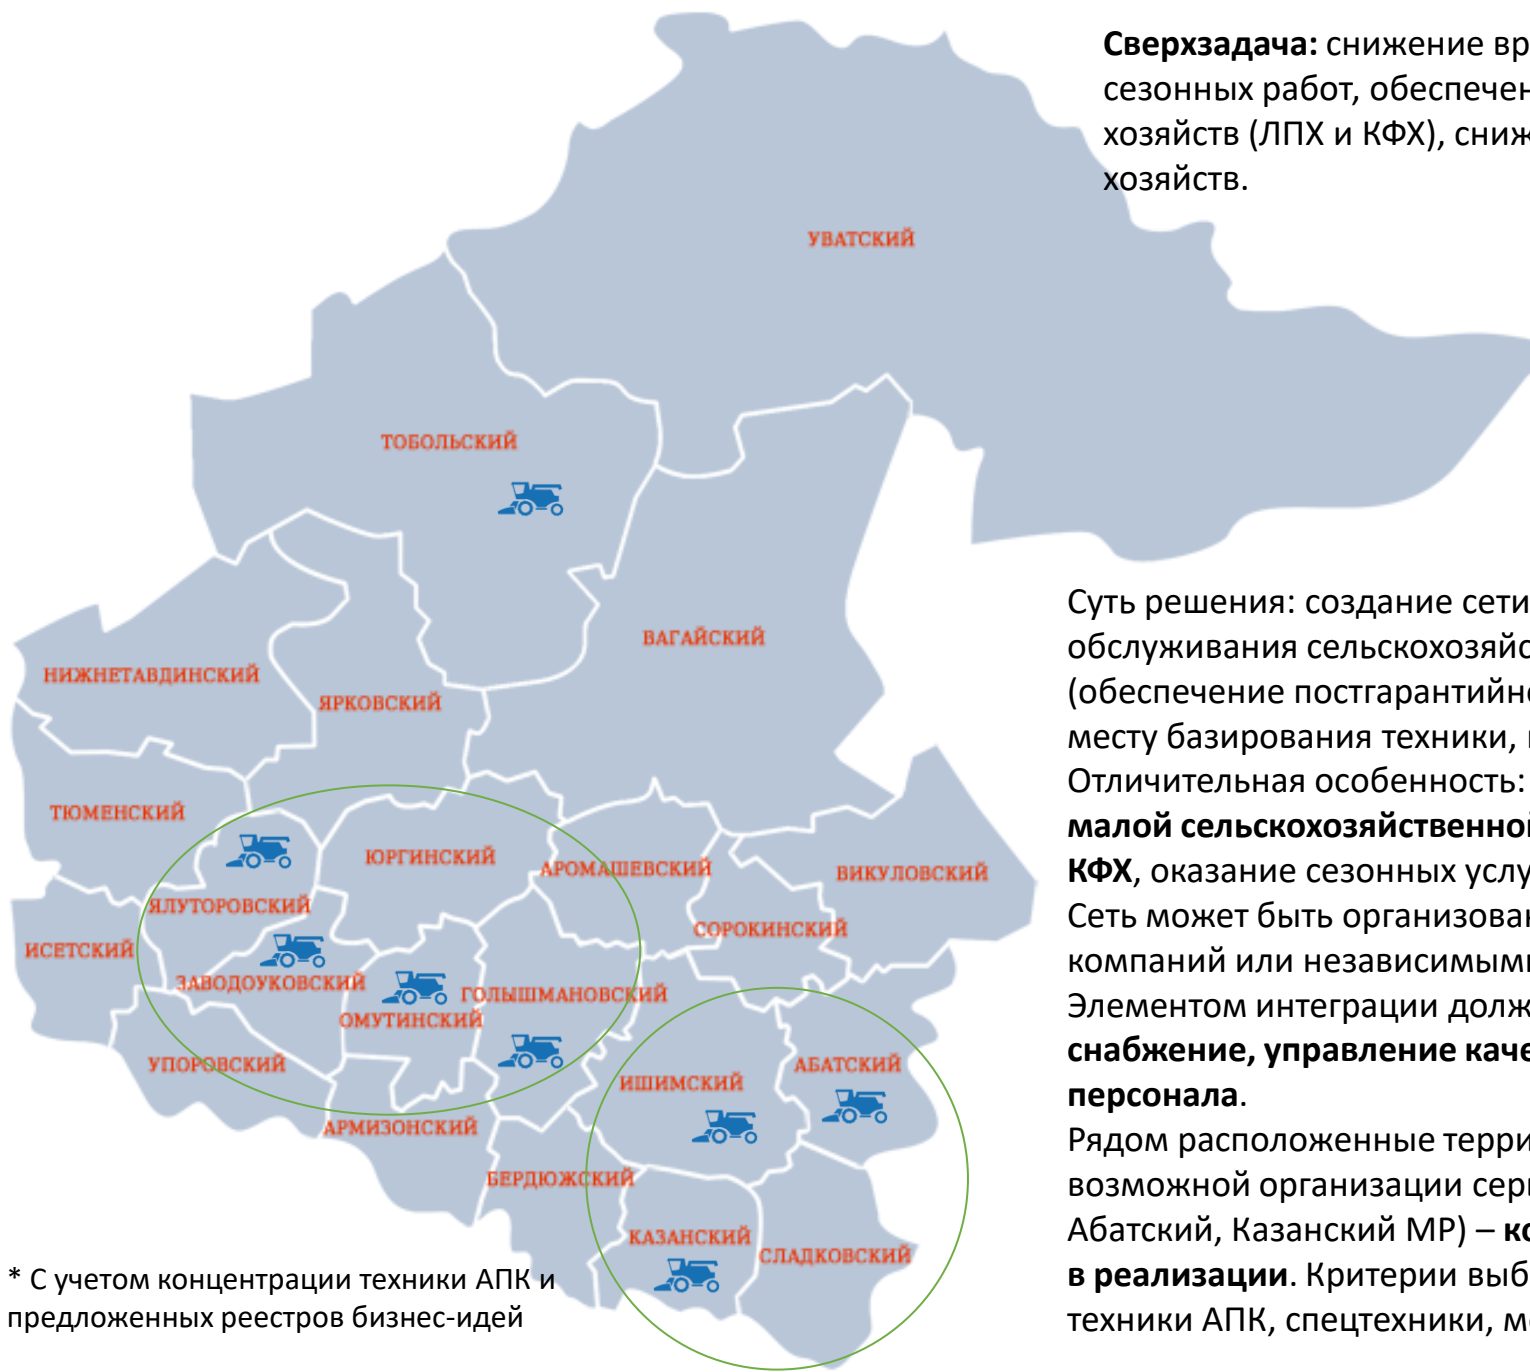 Сверхзадача: снижение вр
сезонных работ, обеспечен
хозяйств (ЛПХ и КФХ), сниж
хозяйств.
УВАТСКИЙ
ТОБОЛЬСКИЙ
ВАГАЙСКИЙ
НИЖНЕТАВДИНСКИЙ
ЯРКОВСКИЙ
ТЮМЕНСКИЙ
ЮРГИНСКИЙ
АРОМАШЕВСКИЙ
ВИКУЛОВСКИЙ
ЯЛУТОРОВСКИЙ
СОРОКИНСКИЙ
ИСЕТСКИЙ
ЗАВОДОУКОВСКИЙ
ГОЛЫШМАНОВСКИЙ
ОМУТИНСКИЙ
УПОРОВСКИЙ
ИШИМСКИЙ
АБАТСКИЙ
АРМИЗОНСКИЙ
БЕРДЮЖСКИЙ
КАЗАНСКИЙ
СЛАДКОВСКИЙ
Суть решения: создание сети
обслуживания сельскохозяйс
(обеспечение постгарантийно
месту базирования техники,
Отличительная особенность:
малой сельскохозяйственной
КФХ, оказание сезонных услу
Сеть может быть организован
компаний или независимыми
Элементом интеграции долж
снабжение, управление каче
персонала.
Рядом расположенные терри
возможной организации сер
Абатский, Казанский МР) – ко
в реализации. Критерии выб
техники АПК, спецтехники, м
* С учетом концентрации техники АПК и
предложенных реестров бизнес-идей